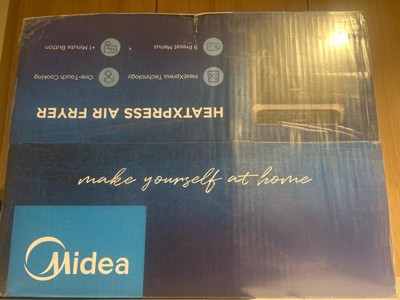 HEATXPRESS AIR FRYER
HeatXpress Technology
One-Touch Cooking
9 Preset Menus
+1 Minute Button
make yourself at home
Midea